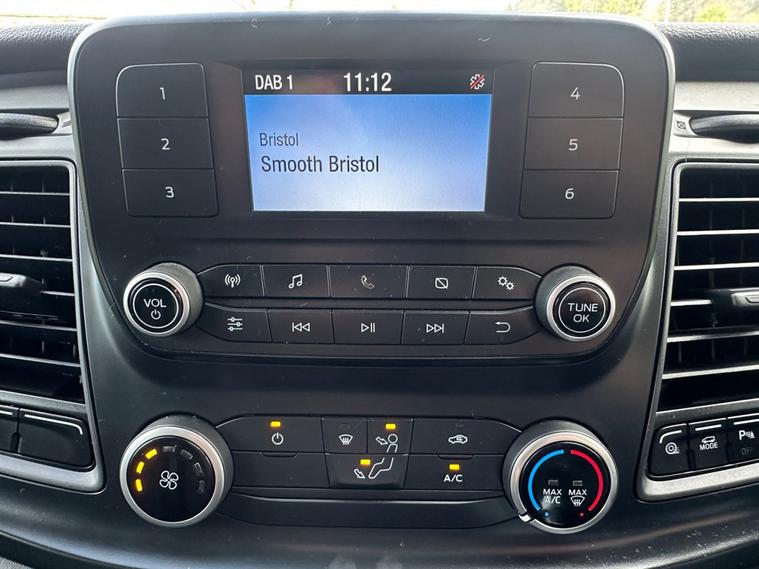 DAB 1 11:12
Bristol
Smooth Bristol
1
2
3
4
5
6
VOL
TUNE
OK
A/C
MAX
A/C
MAX
MODE
P
OFF